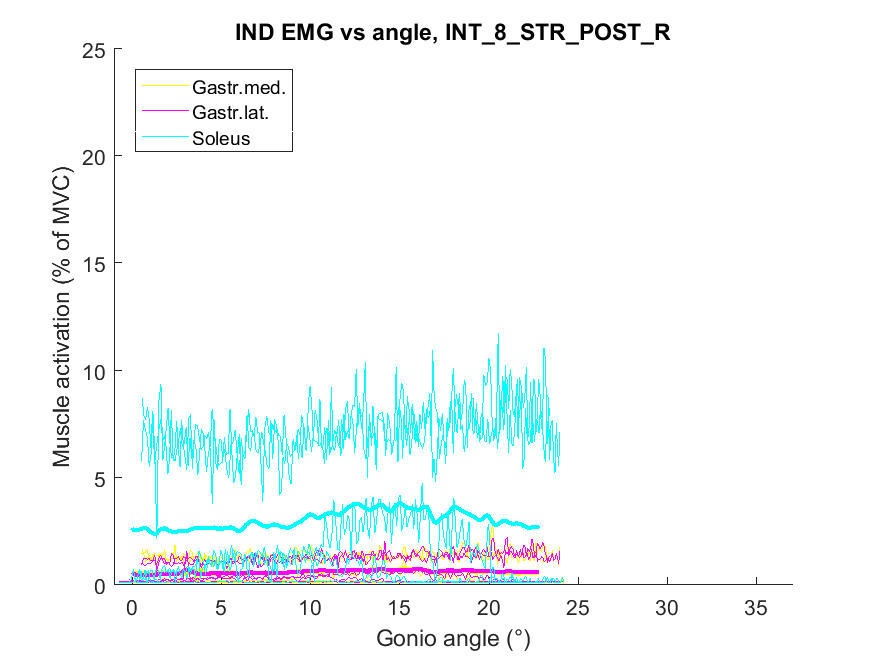 IND EMG vs angle, INT_8_STR_POST_R
25
20
15
10
5
0
Muscle activation (% of MVC)
Gastr.med.
Gastr.lat.
Soleus
0 5 10 15 20 25 30 35
Gonio angle (°)